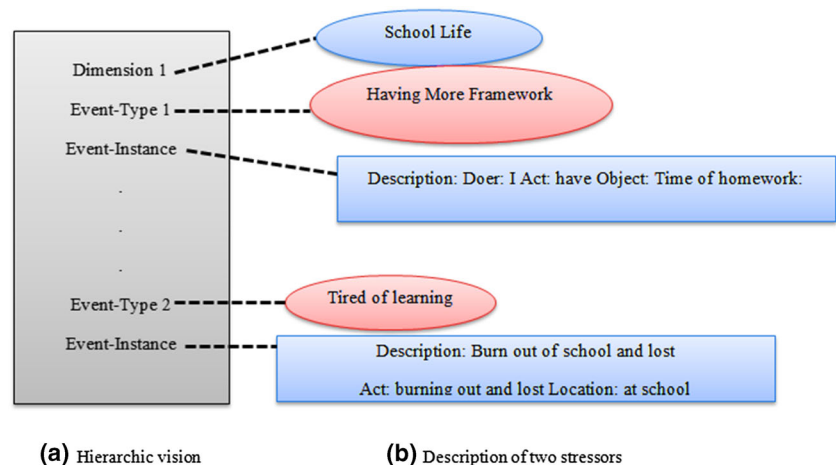 Dimension 1
Event-Type 1
Event-Instance
.
.
.
Event-Type 2
Event-Instance
School Life
Having More Framework
Description: Doer: I Act: have Object: Time of homework:
Tired of learning
Description: Burn out of school and lost
Act: burning out and lost Location: at school
(a) Hierarchic vision
(b) Description of two stressors